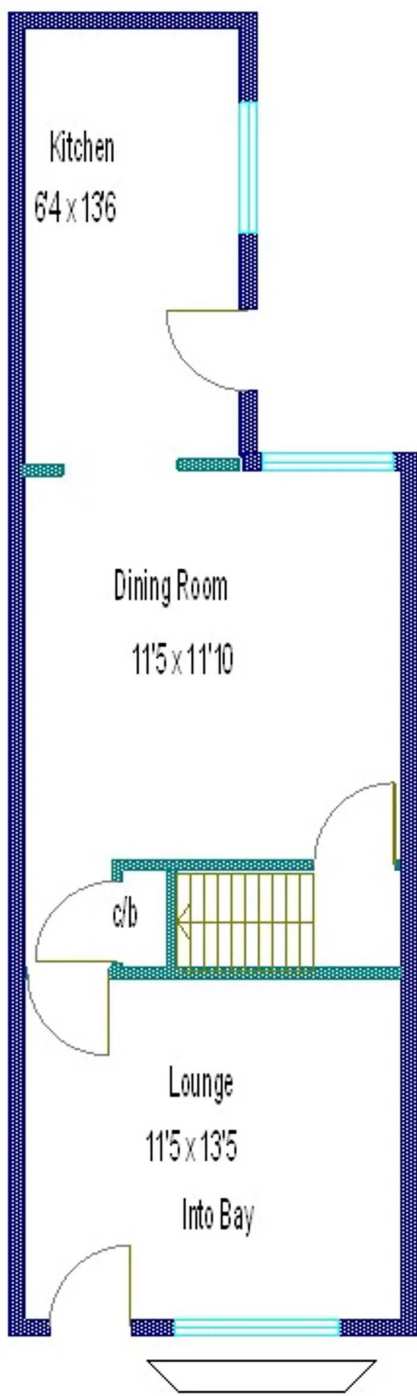 Kitchen
6'4 x 13'6
Dining Room
11'5 x 11'10
c/b
Lounge
11'5 x 13'5
Into Bay